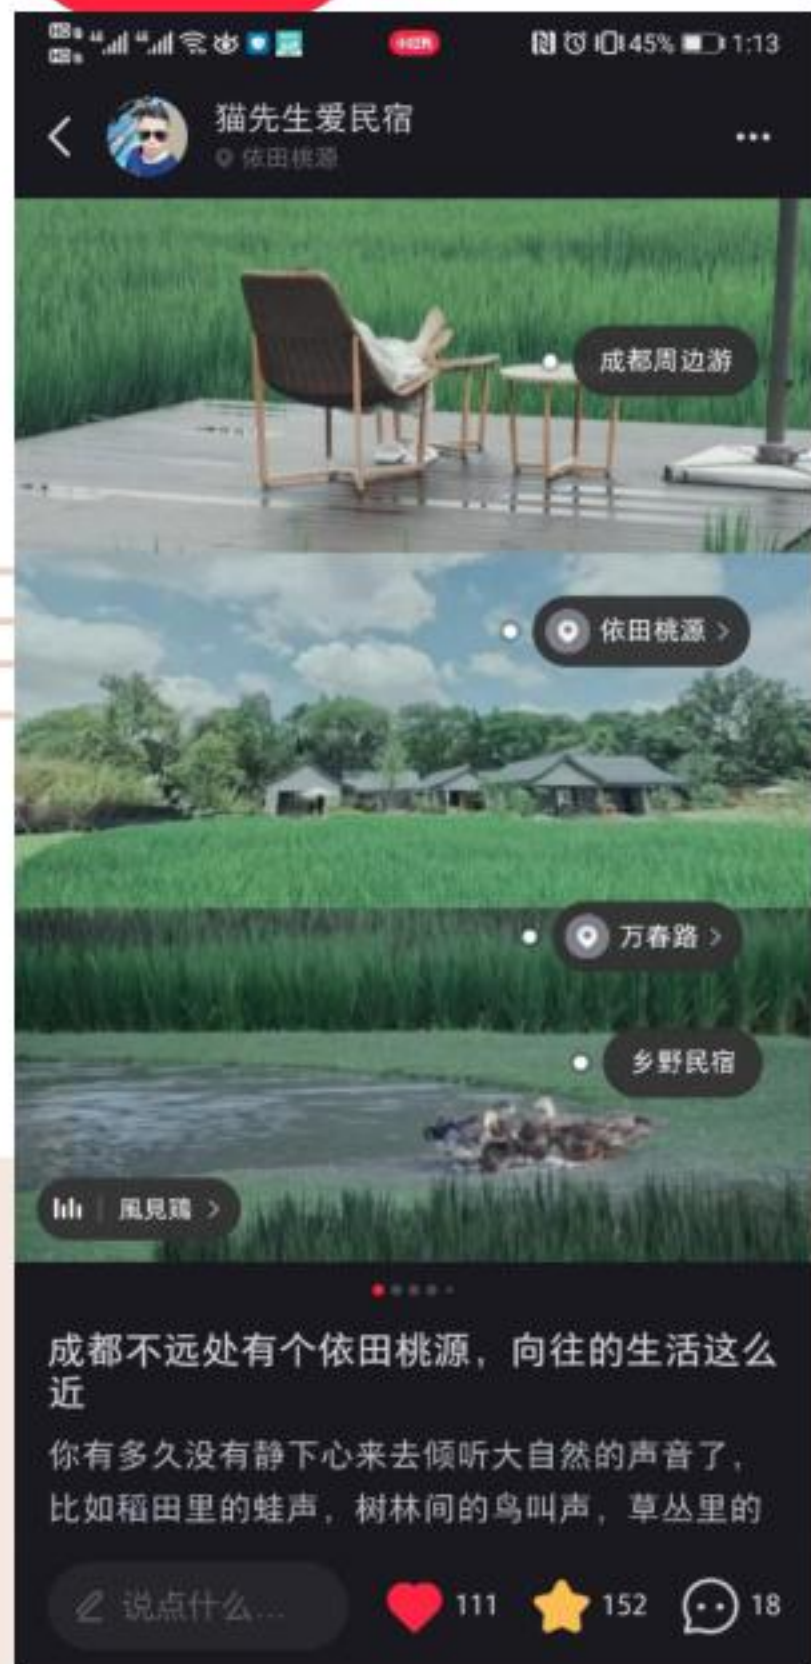 45% 1:13
猫先生爱民宿
依田桃源
成都周边游
依田桃源
万春路
乡野民宿
風見鶏
成都不远处有个依田桃源，向往的生活这么
近
你有多久没有静下心来去倾听大自然的声音了，
比如稻田里的蛙声，树林间的鸟叫声，草丛里的
说点什么...
111
152
18